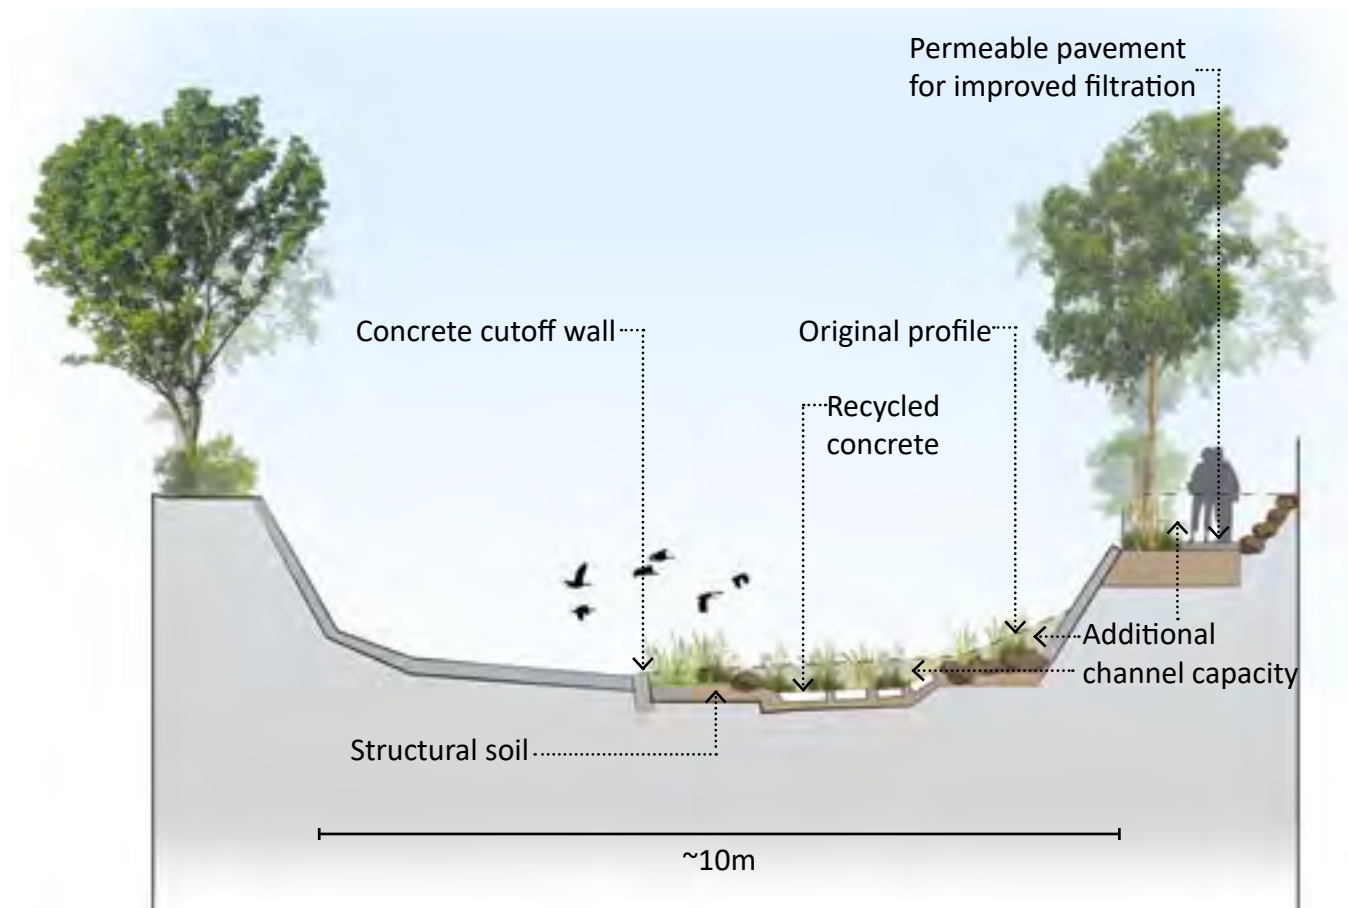 Permeable pavement
for improved filtration
Concrete cutoff wall
Original profile
Recycled
concrete
Additional
channel capacity
Structural soil
~10m